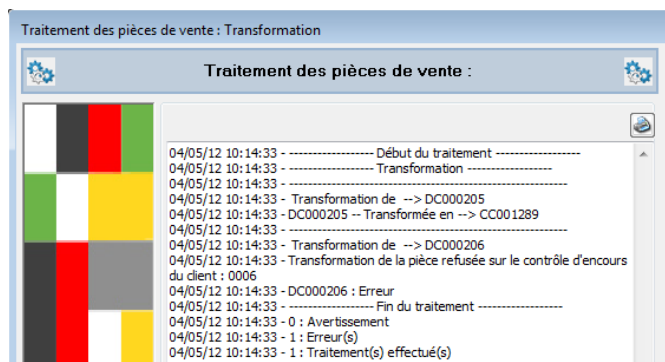 Traitement des pièces de vente : Transformation
Traitement des pièces de vente :
04/05/12 10:14:33 - ------------------ Début du traitement ------------------
04/05/12 10:14:33 - ------------------ Transformation ------------------
04/05/12 10:14:33 - -----------------------------------------------------------
04/05/12 10:14:33 -  Transformation de  --> DC000205
04/05/12 10:14:33 - DC000205 -- Transformée en --> CC001289
04/05/12 10:14:33 - -----------------------------------------------------------
04/05/12 10:14:33 -  Transformation de  --> DC000206
04/05/12 10:14:33 - Transformation de la pièce refusée sur le contrôle d'encours
du client : 0006
04/05/12 10:14:33 - DC000206 : Erreur
04/05/12 10:14:33 - ------------------ Fin du traitement ------------------
04/05/12 10:14:33 - 0 : Avertissement
04/05/12 10:14:33 - 1 : Erreur(s)
04/05/12 10:14:33 - 1 : Traitement(s) effectué(s)